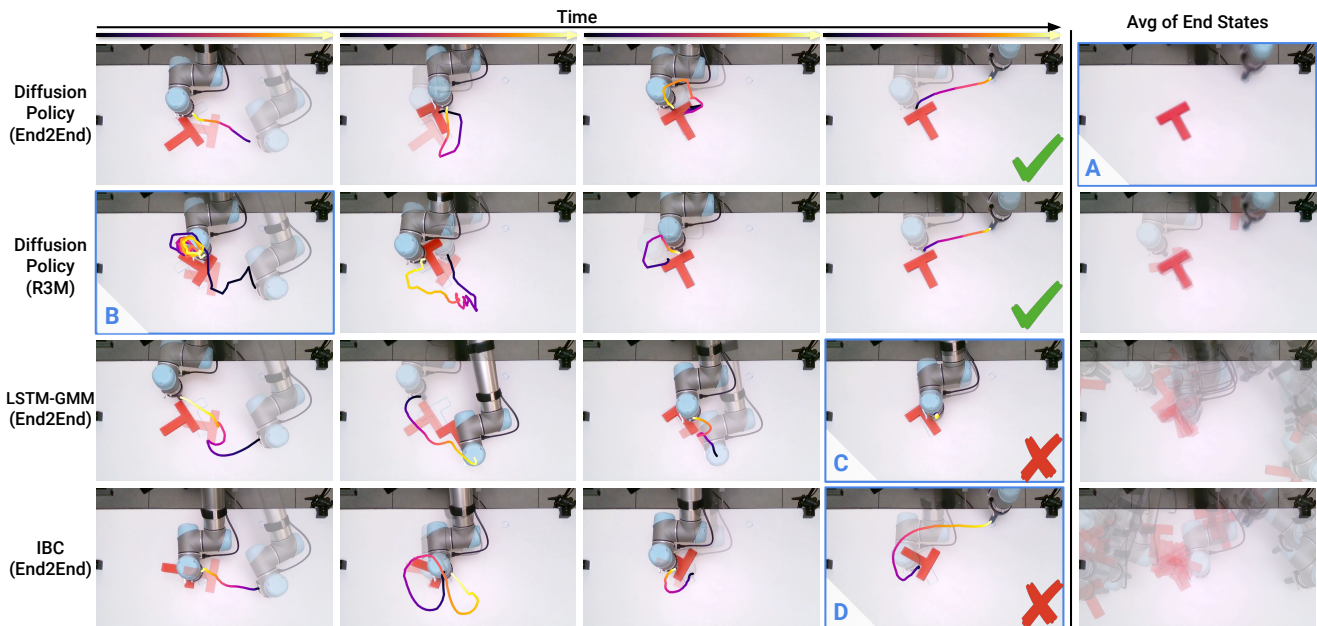 Time
Avg of End States
Diffusion
Policy
(End2End)
A
Diffusion
Policy
(R3M)
B
LSTM-GMM
(End2End)
C
IBC
(End2End)
D